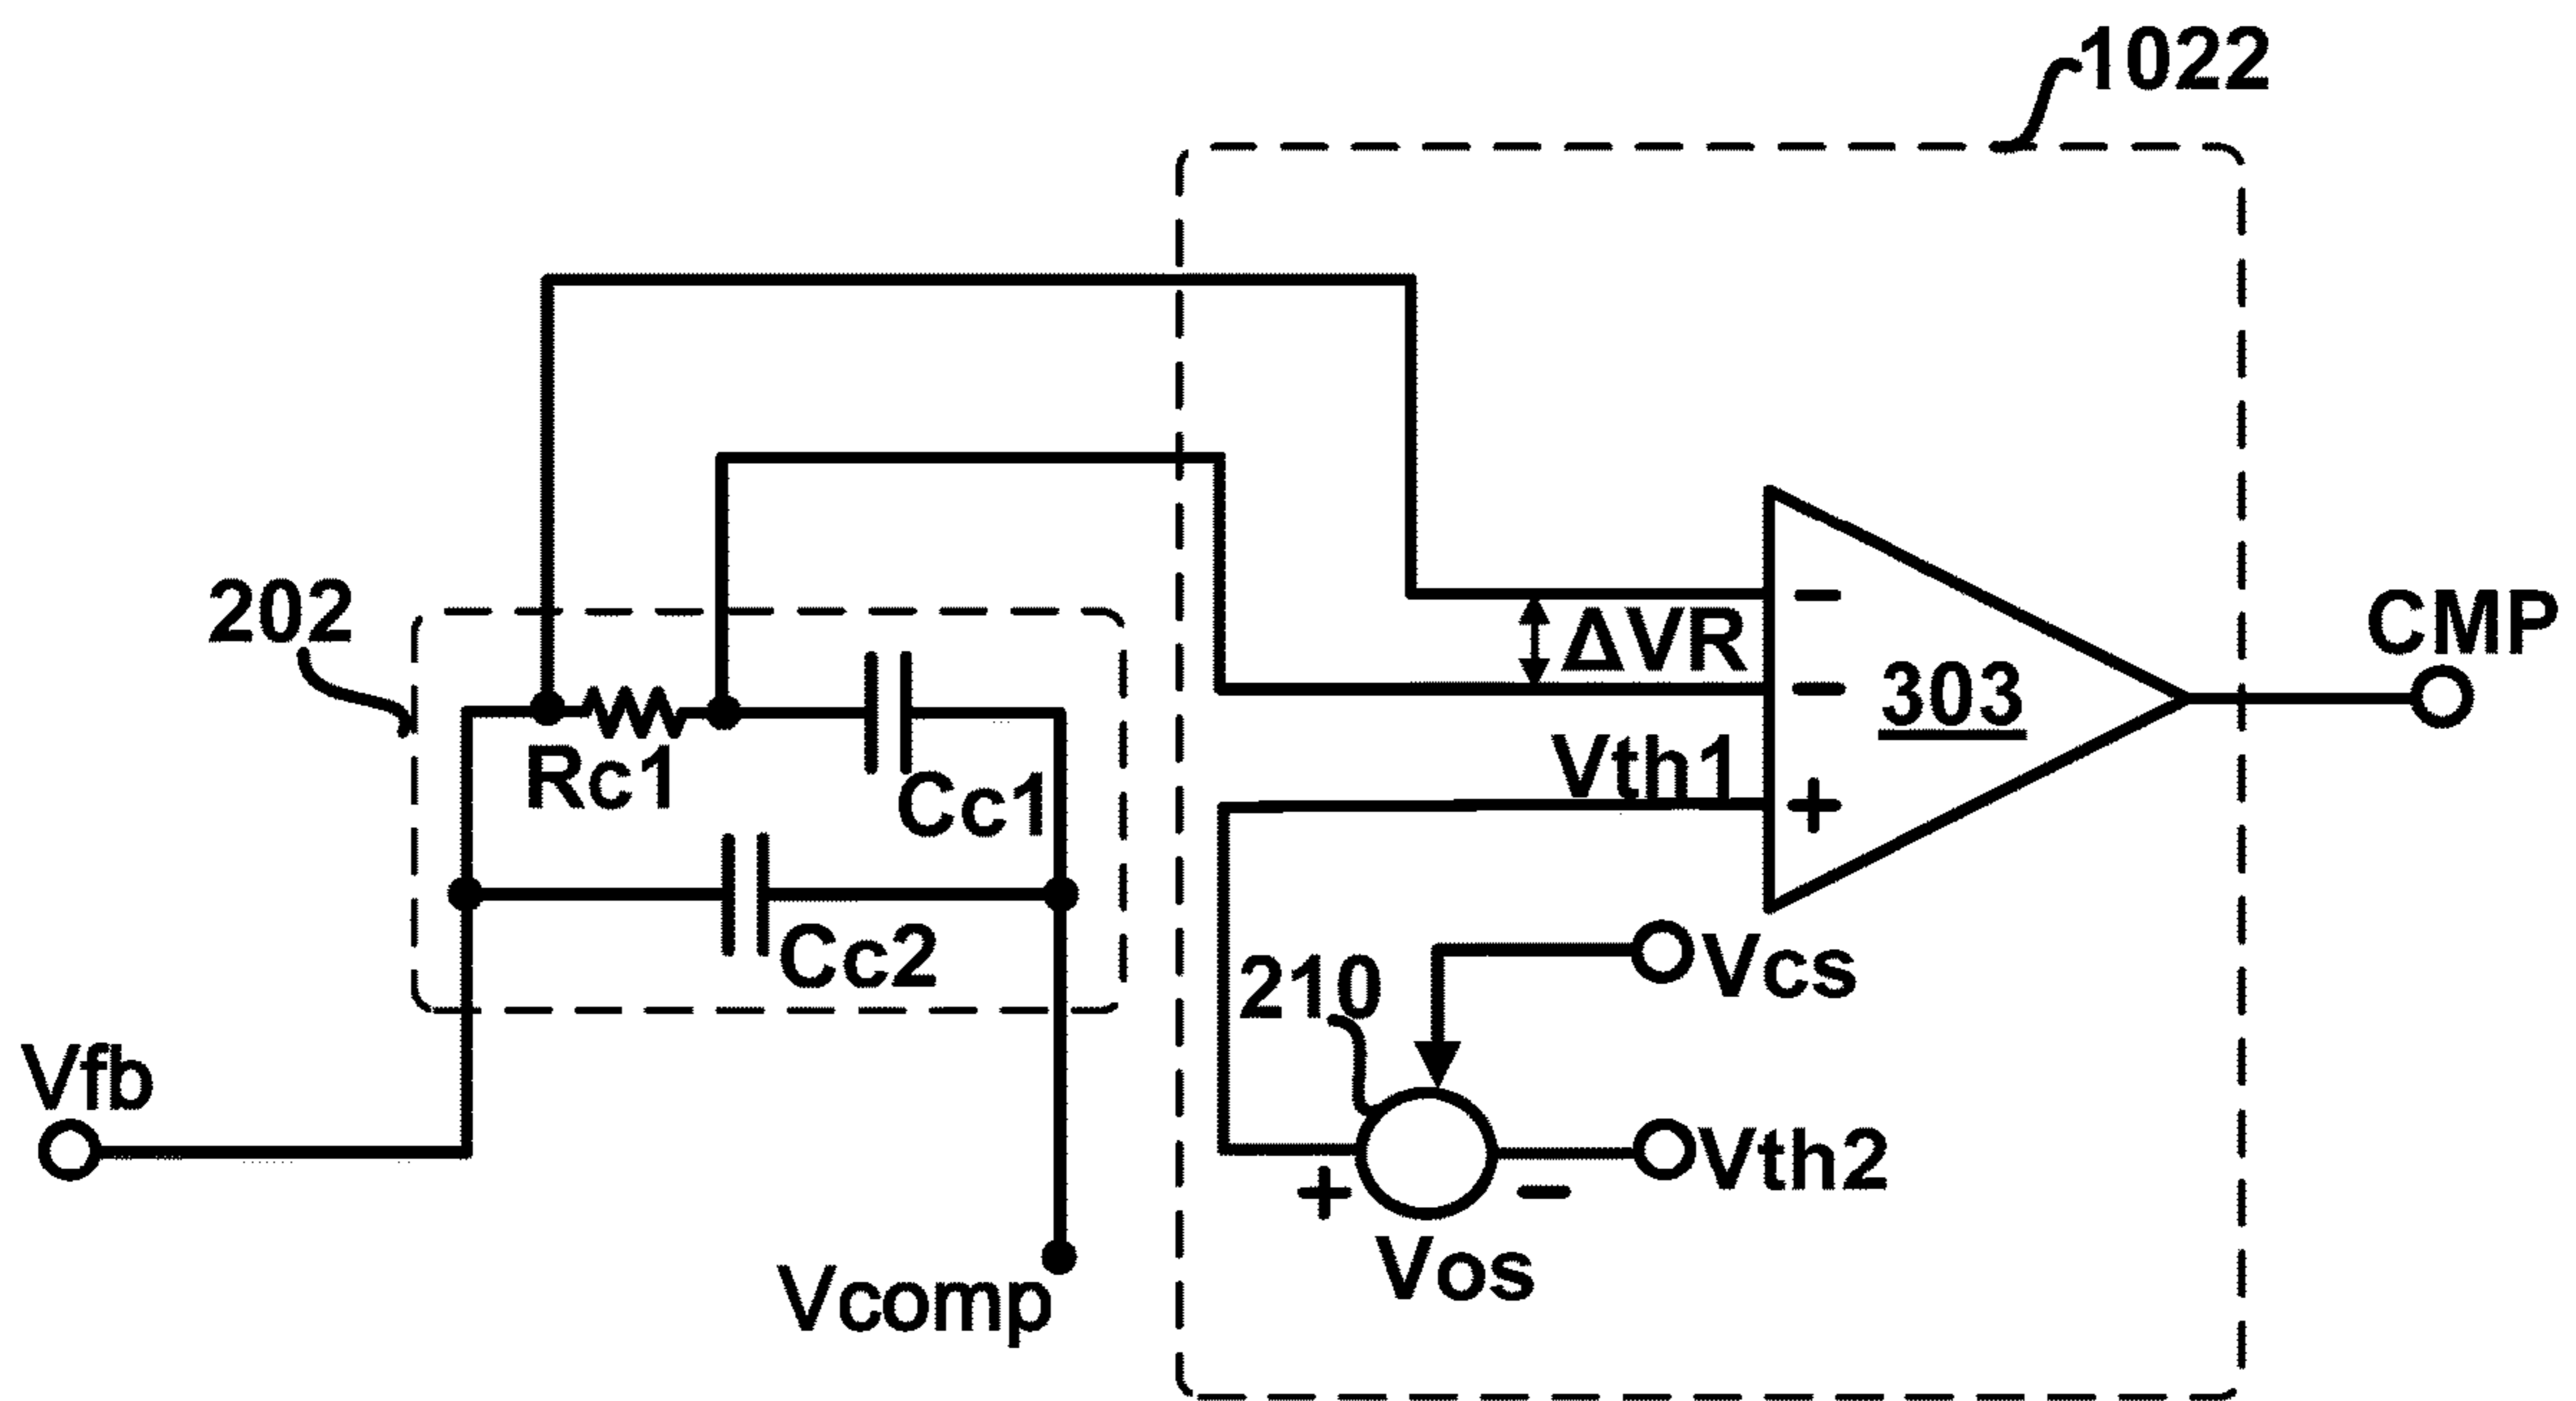 1022
202
ΔVR
−
−
303
CMP
Vth1
+
Rc1
Cc1
Cc2
210
Vcs
Vfb
Vth2
+
−
Vos
Vcomp